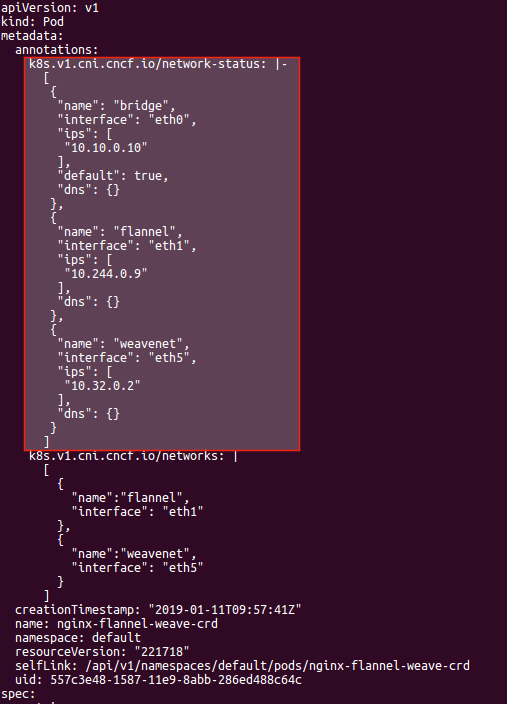 apiVersion: v1
kind: Pod
metadata:
  annotations:
    k8s.v1.cni.cncf.io/network-status: |-
      [
       {
        "name": "bridge",
        "interface": "eth0",
        "ips": [
         "10.10.0.10"
        ],
        "default": true,
        "dns": {}
       },
       {
        "name": "flannel",
        "interface": "eth1",
        "ips": [
         "10.244.0.9"
        ],
        "dns": {}
       },
       {
        "name": "weavenet",
        "interface": "eth5",
        "ips": [
         "10.32.0.2"
        ],
        "dns": {}
       }
      ]
    k8s.v1.cni.cncf.io/networks: |
      [
        {
          "name":"flannel",
          "interface": "eth1"
        },
        {
          "name":"weavenet",
          "interface": "eth5"
        }
      ]
  creationTimestamp: "2019-01-11T09:57:41Z"
  name: nginx-flannel-weave-crd
  namespace: default
  resourceVersion: "221718"
  selfLink: /api/v1/namespaces/default/pods/nginx-flannel-weave-crd
  uid: 557c3e48-1587-11e9-8abb-286ed488c64c
spec: